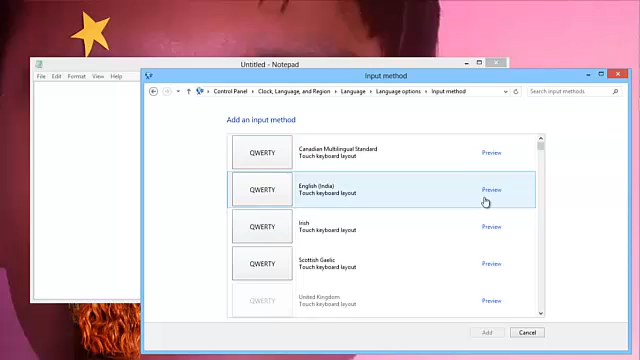 Untitled - Notepad
File Edit Format View Help
Input method
Control Panel Clock, Language, and Region Language Language options Input method
Search input methods
Add an input method
QWERTY
Canadian Multilingual Standard
Touch keyboard layout
Preview
QWERTY
English (India)
Touch keyboard layout
Preview
QWERTY
Irish
Touch keyboard layout
Preview
QWERTY
Scottish Gaelic
Touch keyboard layout
Preview
QWERTY
United Kingdom
Touch keyboard layout
Preview
Add Cancel